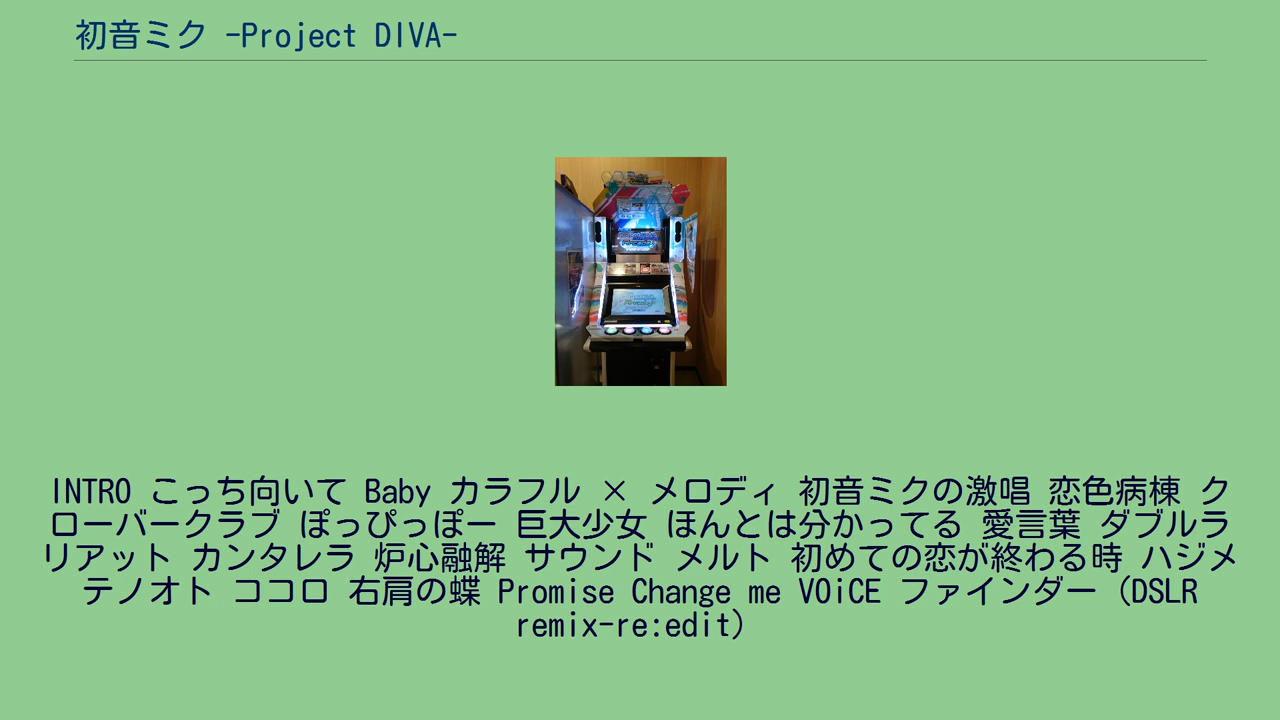 初音ミク -Project DIVA-
INTRO こっち向いて Baby カラフル × メロディ 初音ミクの激唱 恋色病棟 ク
ローバークラブ ぽっぴっぽー 巨大少女 ほんとは分かってる 愛言葉 ダブルラ
リアット カンタレラ 炉心融解 サウンド メルト 初めての恋が終わる時 ハジメ
テノオト ココロ 右肩の蝶 Promise Change me VOiCE ファインダー (DSLR
remix-re:edit)